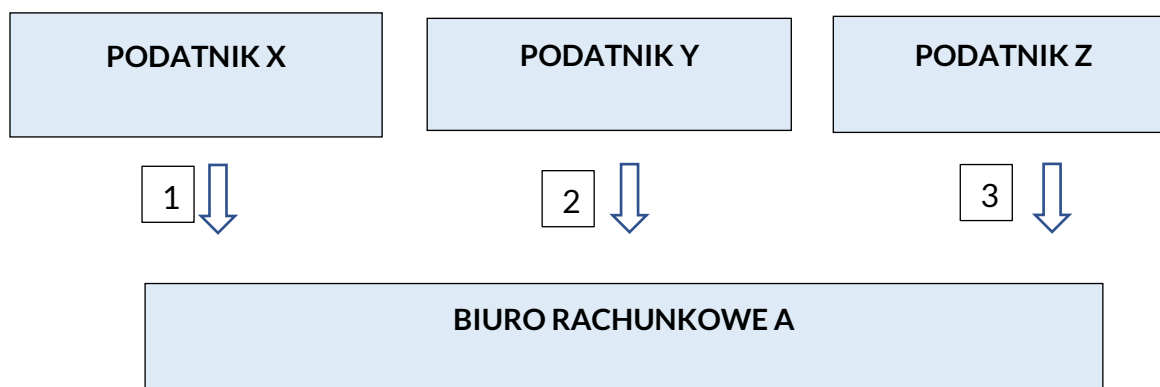 PODATNIK X
PODATNIK Y
PODATNIK Z
1
2
3
BIURO RACHUNKOWE A